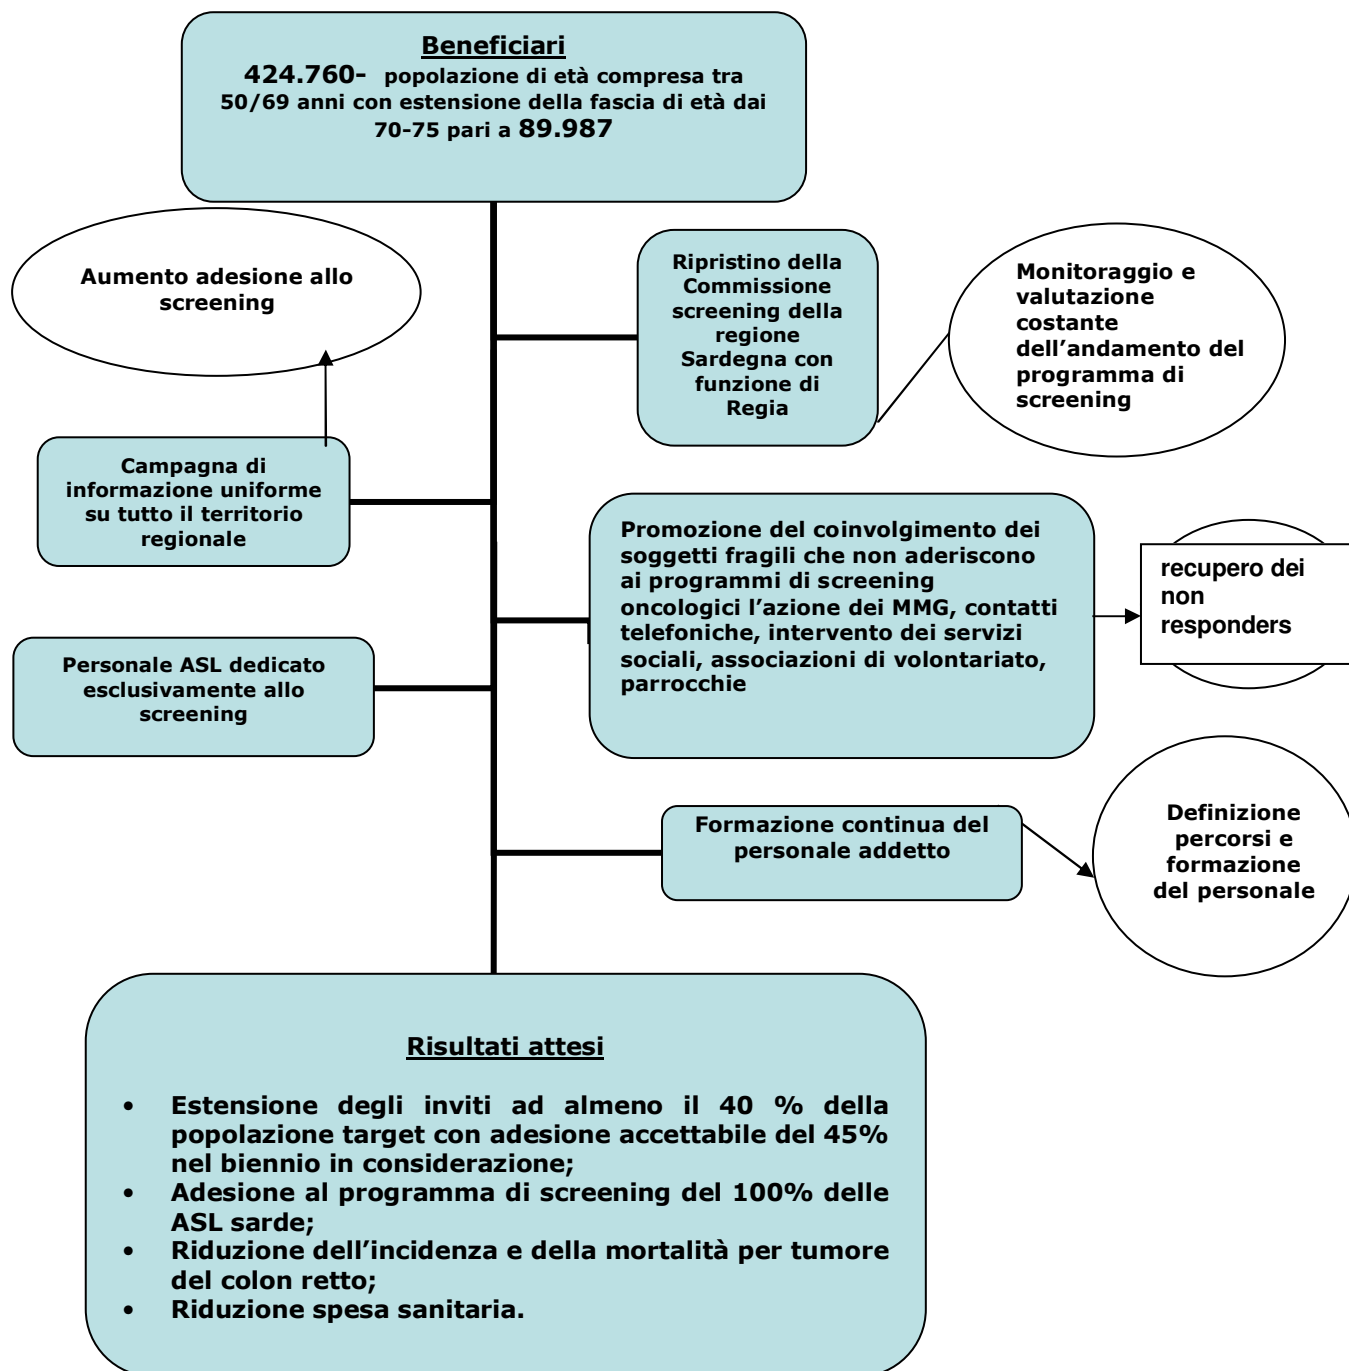 Beneficiari
424.760- popolazione di età compresa tra
50/69 anni con estensione della fascia di età dai
70-75 pari a 89.987
Aumento adesione allo
screening
Ripristino della
Commissione
screening della
regione
Sardegna con
funzione di
Regia
Monitoraggio e
valutazione
costante
dell’andamento del
programma di
screening
Campagna di
informazione uniforme
su tutto il territorio
regionale
Promozione del coinvolgimento dei
soggetti fragili che non aderiscono
ai programmi di screening
oncologici l’azione dei MMG, contatti
telefoniche, intervento dei servizi
sociali, associazioni di volontariato,
parrocchie
recupero dei
non
responders
Personale ASL dedicato
esclusivamente allo
screening
Formazione continua del
personale addetto
Definizione
percorsi e
formazione
del personale
Risultati attesi
• Estensione degli inviti ad almeno il 40 % della
popolazione target con adesione accettabile del 45%
nel biennio in considerazione;
• Adesione al programma di screening del 100% delle
ASL sarde;
• Riduzione dell’incidenza e della mortalità per tumore
del colon retto;
• Riduzione spesa sanitaria.